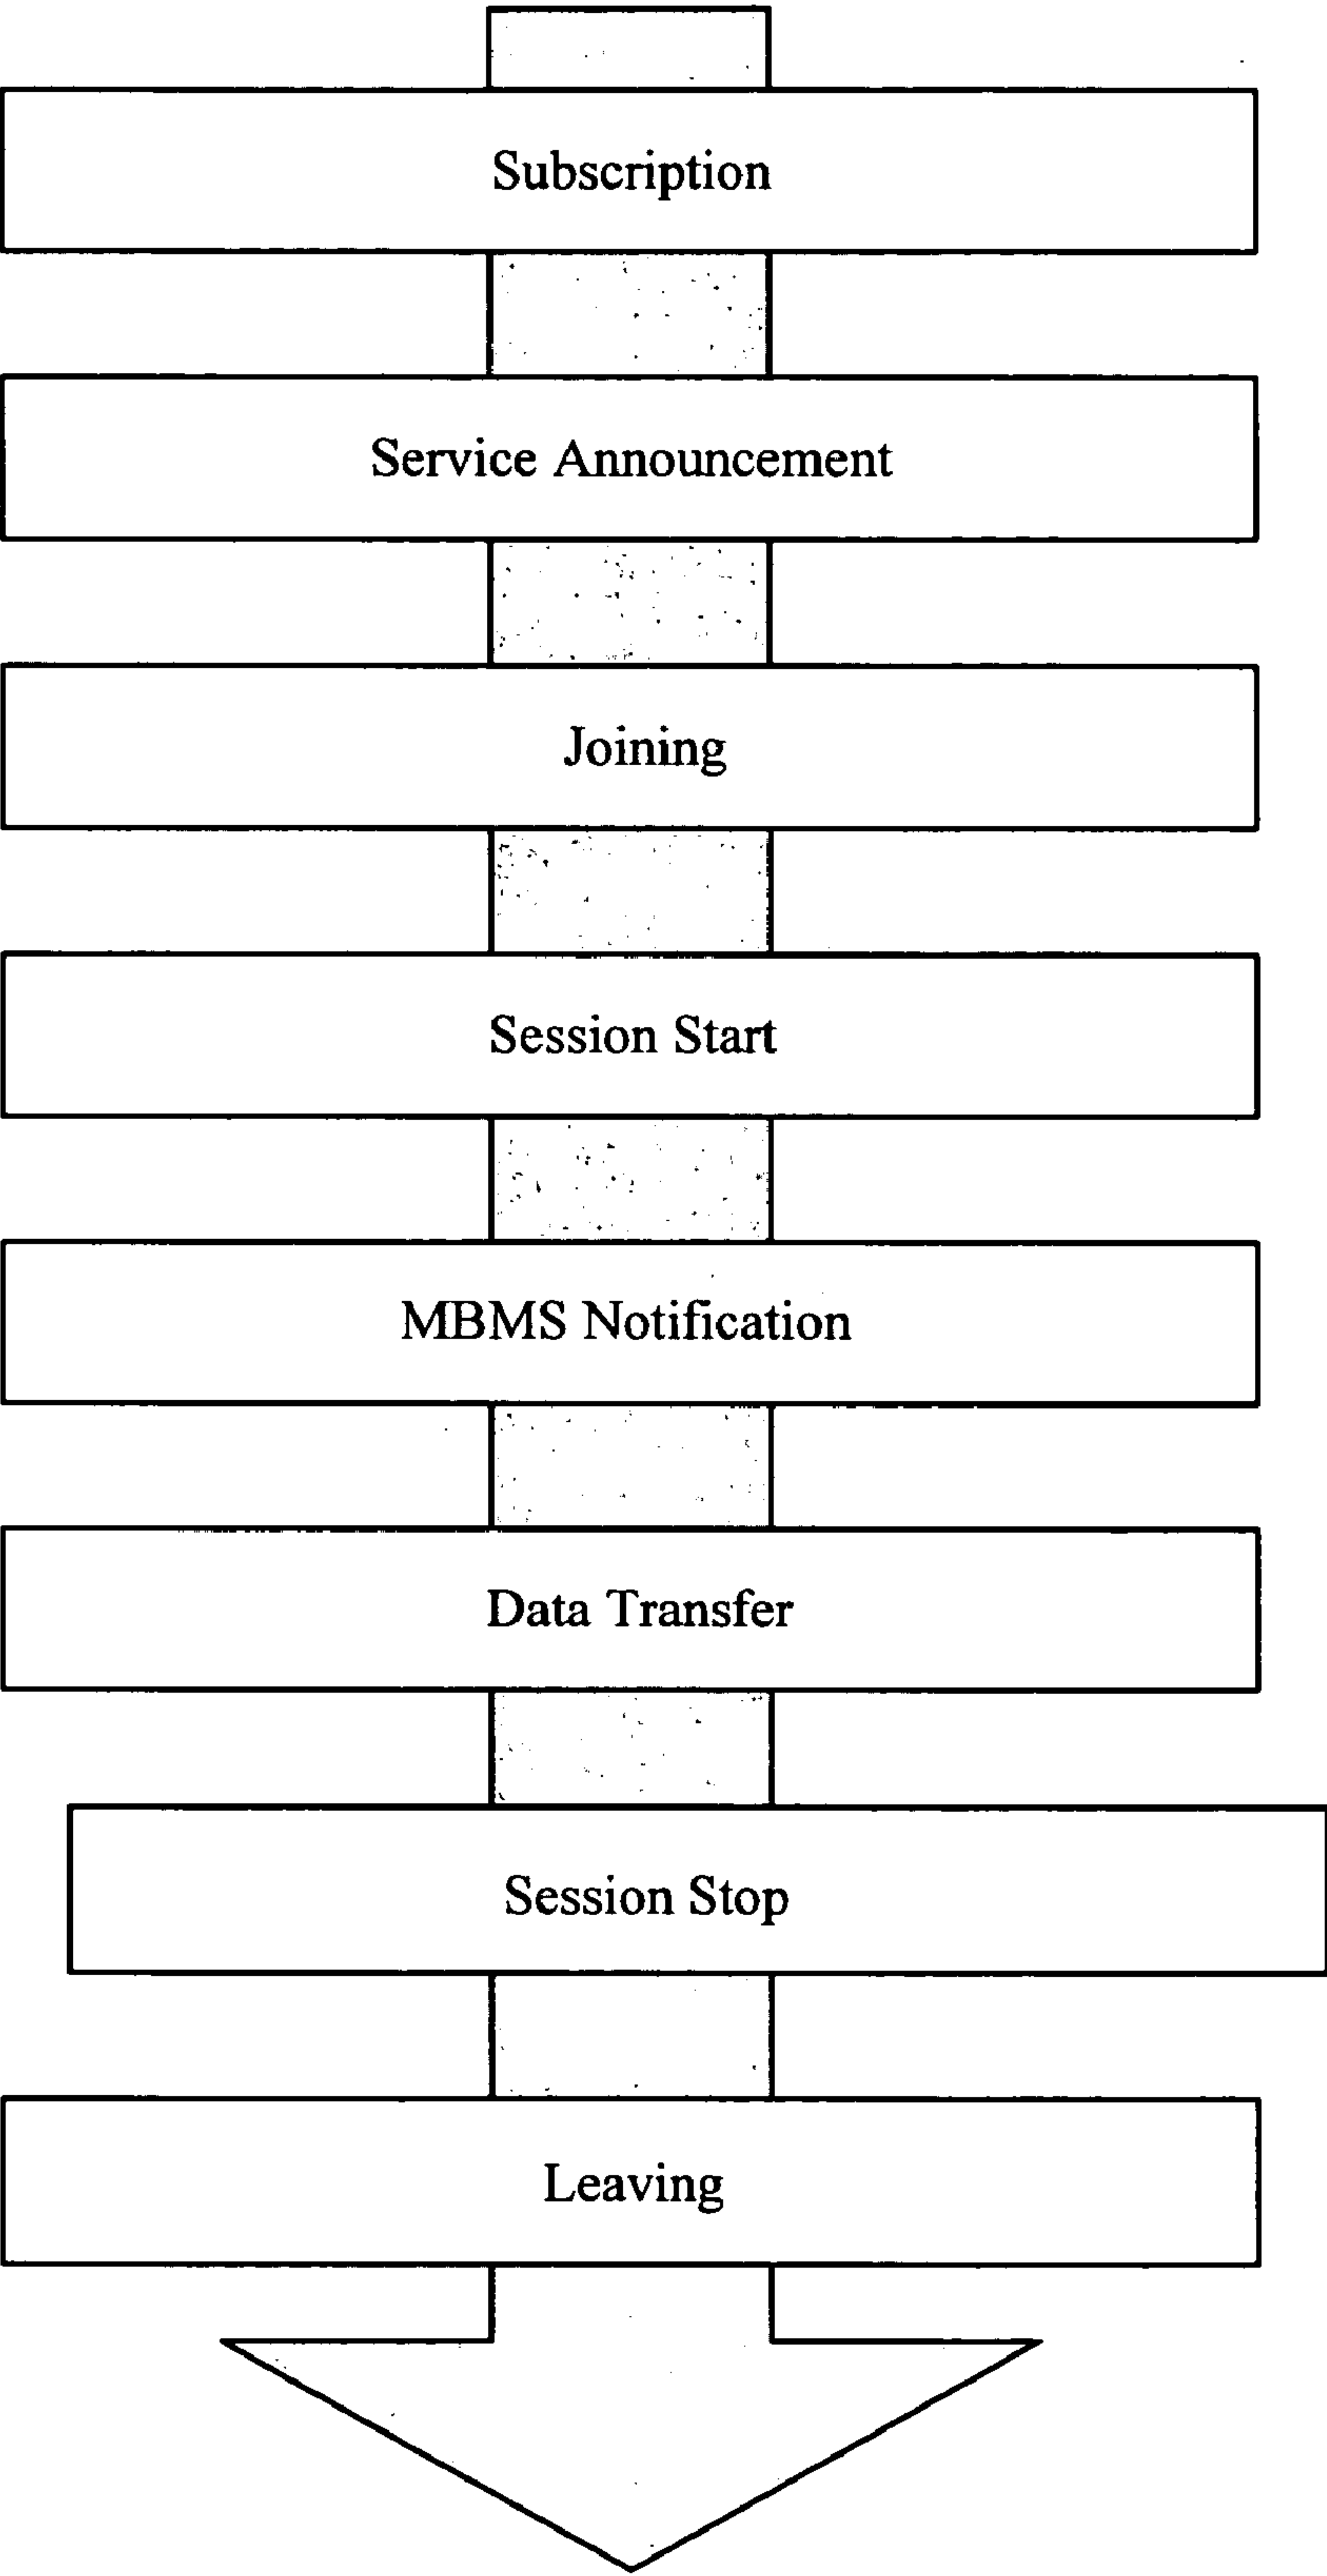 Subscription
Service Announcement
Joining
Session Start
MBMS Notification
Data Transfer
Session Stop
Leaving